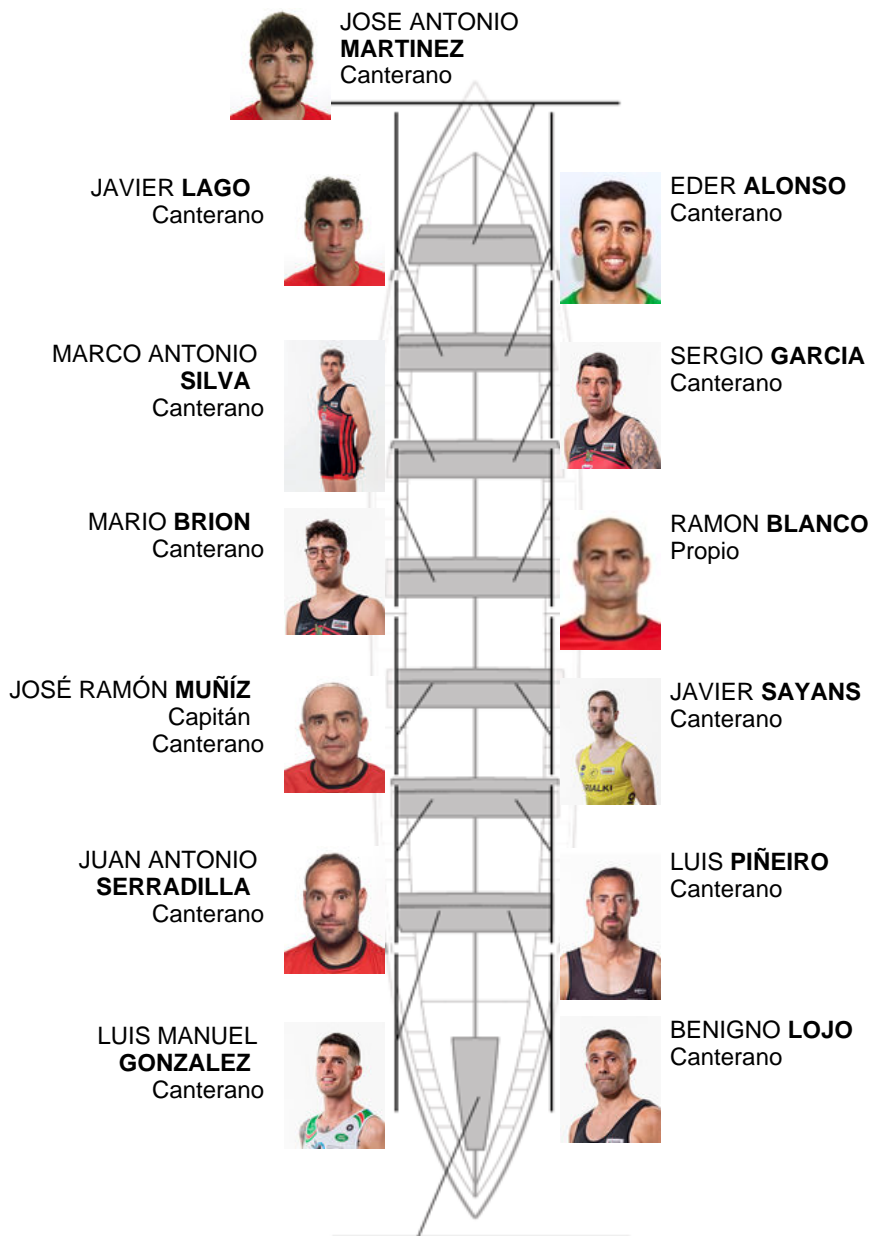 JOSE ANTONIO
MARTINEZ
Canterano
JAVIER LAGO
Canterano
EDER ALONSO
Canterano
MARCO ANTONIO
SILVA
Canterano
SERGIO GARCIA
Canterano
MARIO BRION
Canterano
RAMON BLANCO
Propio
JOSÉ RAMÓN MUÑÍZ
Capitán
Canterano
JAVIER SAYANS
Canterano
JUAN ANTONIO
SERRADILLA
Canterano
LUIS PIÑEIRO
Canterano
LUIS MANUEL
GONZALEZ
Canterano
BENIGNO LOJO
Canterano